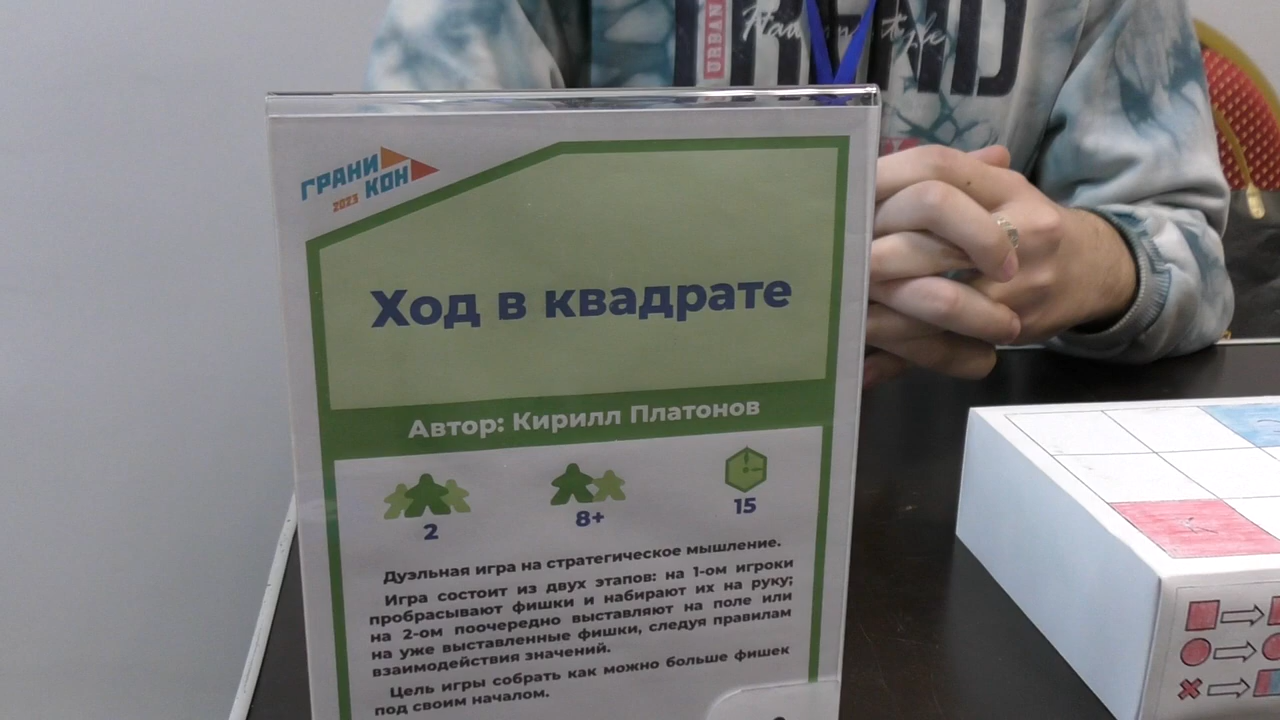 URBAN
ГРАНИ
КОН
2023
Ход в квадрате
Автор: Кирилл Платонов
2
8+
15
Дуэльная игра на стратегическое мышление.
Игра состоит из двух этапов: на 1-ом игроки
пробрасывают фишки и набирают их на руку;
на 2-ом поочередно выставляют на поле или
на уже выставленные фишки, следуя правилам
взаимодействия значений.
Цель игры собрать как можно больше фишек
под своим началом.